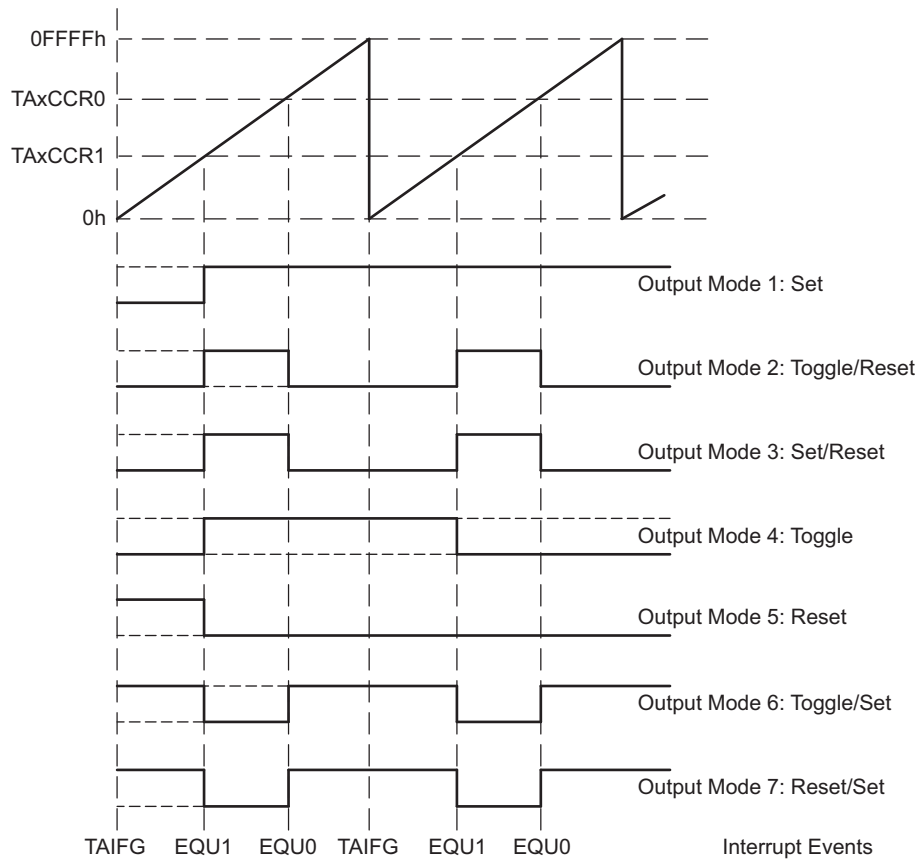 0FFFFh
TAxCCR0
TAxCCR1
0h
Output Mode 1: Set
Output Mode 2: Toggle/Reset
Output Mode 3: Set/Reset
Output Mode 4: Toggle
Output Mode 5: Reset
Output Mode 6: Toggle/Set
Output Mode 7: Reset/Set
TAIFG EQU1 EQU0 TAIFG EQU1 EQU0 Interrupt Events